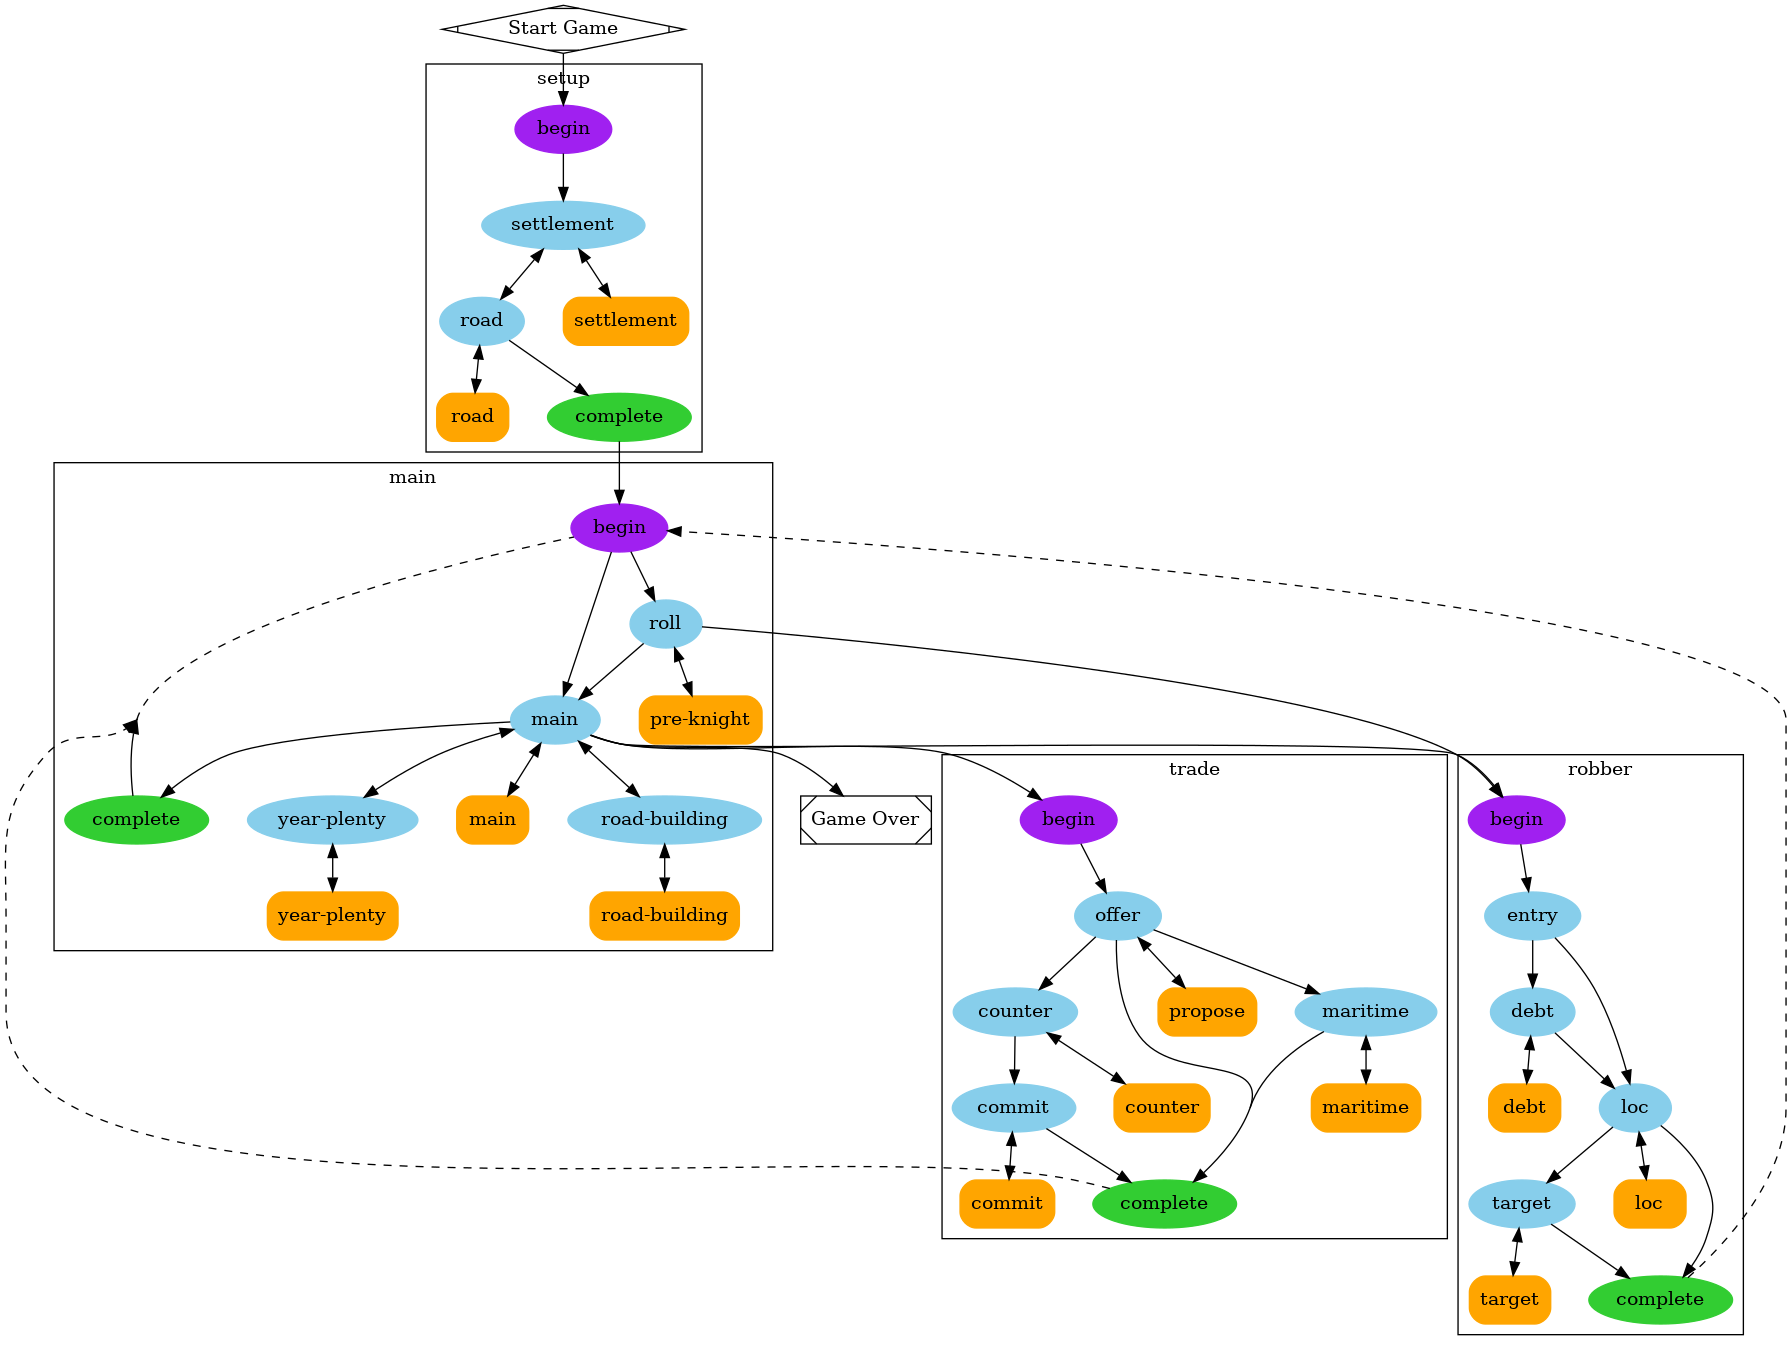 Start Game
setup
begin
settlement
road
settlement
road
complete
main
begin
roll
main
pre-knight
complete
year-plenty
main
road-building
Game Over
year-plenty
road-building
trade
begin
offer
counter
propose
maritime
commit
counter
maritime
commit
complete
robber
begin
entry
debt
debt
loc
target
loc
target
complete